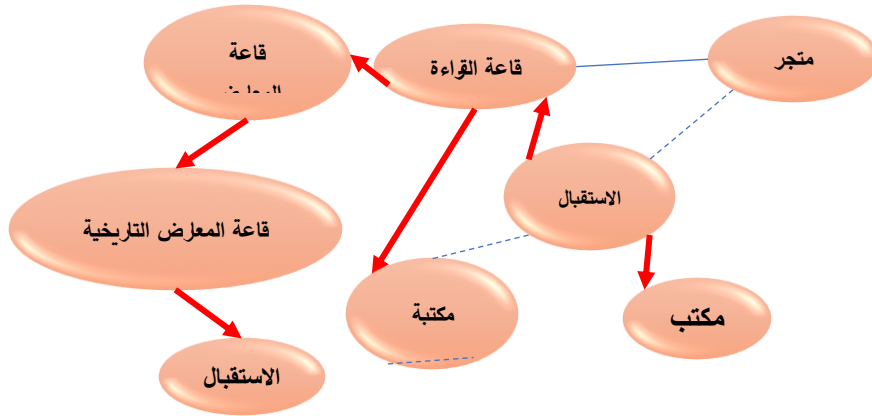 قاعة
قاعة القراءة
متجر
الاستقبال
قاعة المعارض التاريخية
مكتبة
مكتب
الاستقبال